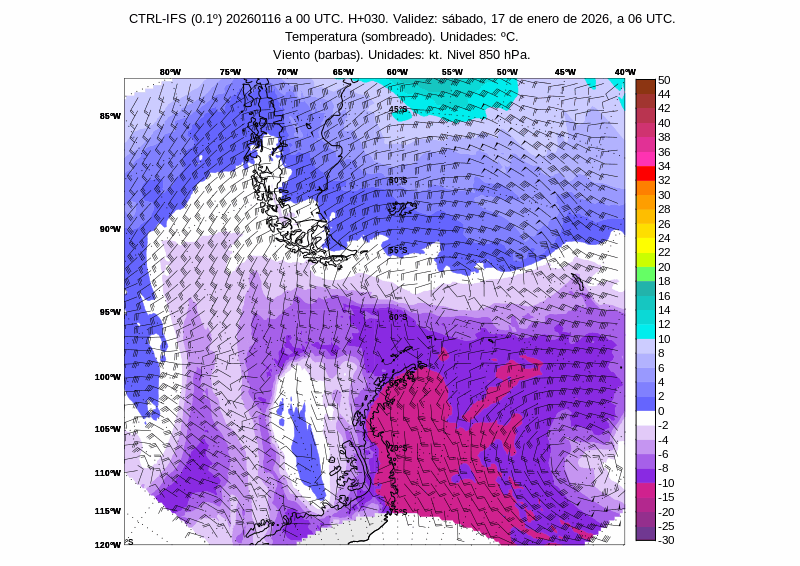 CTRL-IFS (0.1º) 20260116 a 00 UTC. H+030. Validez: sábado, 17 de enero de 2026, a 06 UTC.
Temperatura (sombreado). Unidades: ºC.
Viento (barbas). Unidades: kt. Nivel 850 hPa.
80°W 75°W 70°W 65°W 60°W 55°W 50°W 45°W 40°W
85°W
90°W
95°W
100°W
105°W
110°W
115°W
120°W
45°S
50°S
55°S
60°S
65°S
70°S
75°S
°S
50
44
42
40
38
36
34
32
30
28
26
24
22
20
18
16
14
12
10
8
6
4
2
0
-2
-4
-6
-8
-10
-15
-20
-25
-30